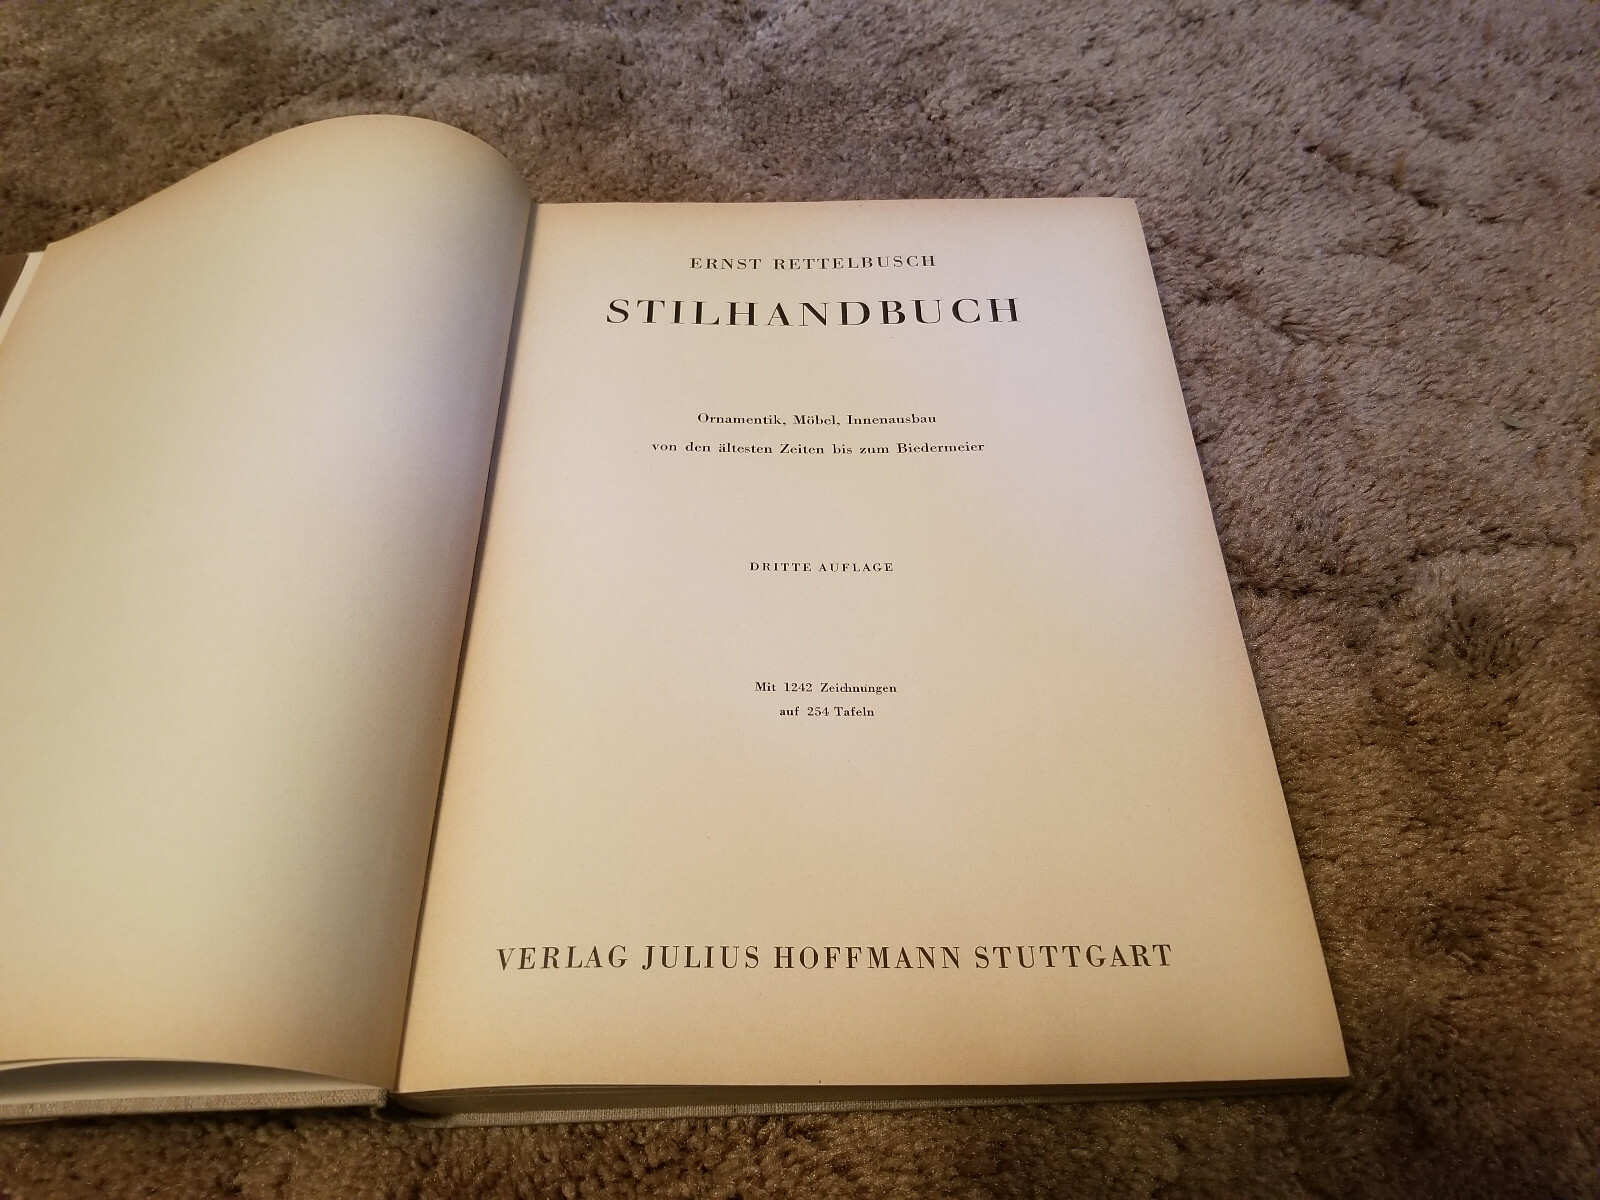 ERNST RETTELBUSCH
STILHANDBUCH
Ornamentik, Möbel, Innenausbau
von den ältesten Zeiten bis zum Biedermeier
DRITTE AUFLAGE
Mit 1242 Zeichnungen
auf 254 Tafeln
VERLAG JULIUS HOFFMANN STUTTGART